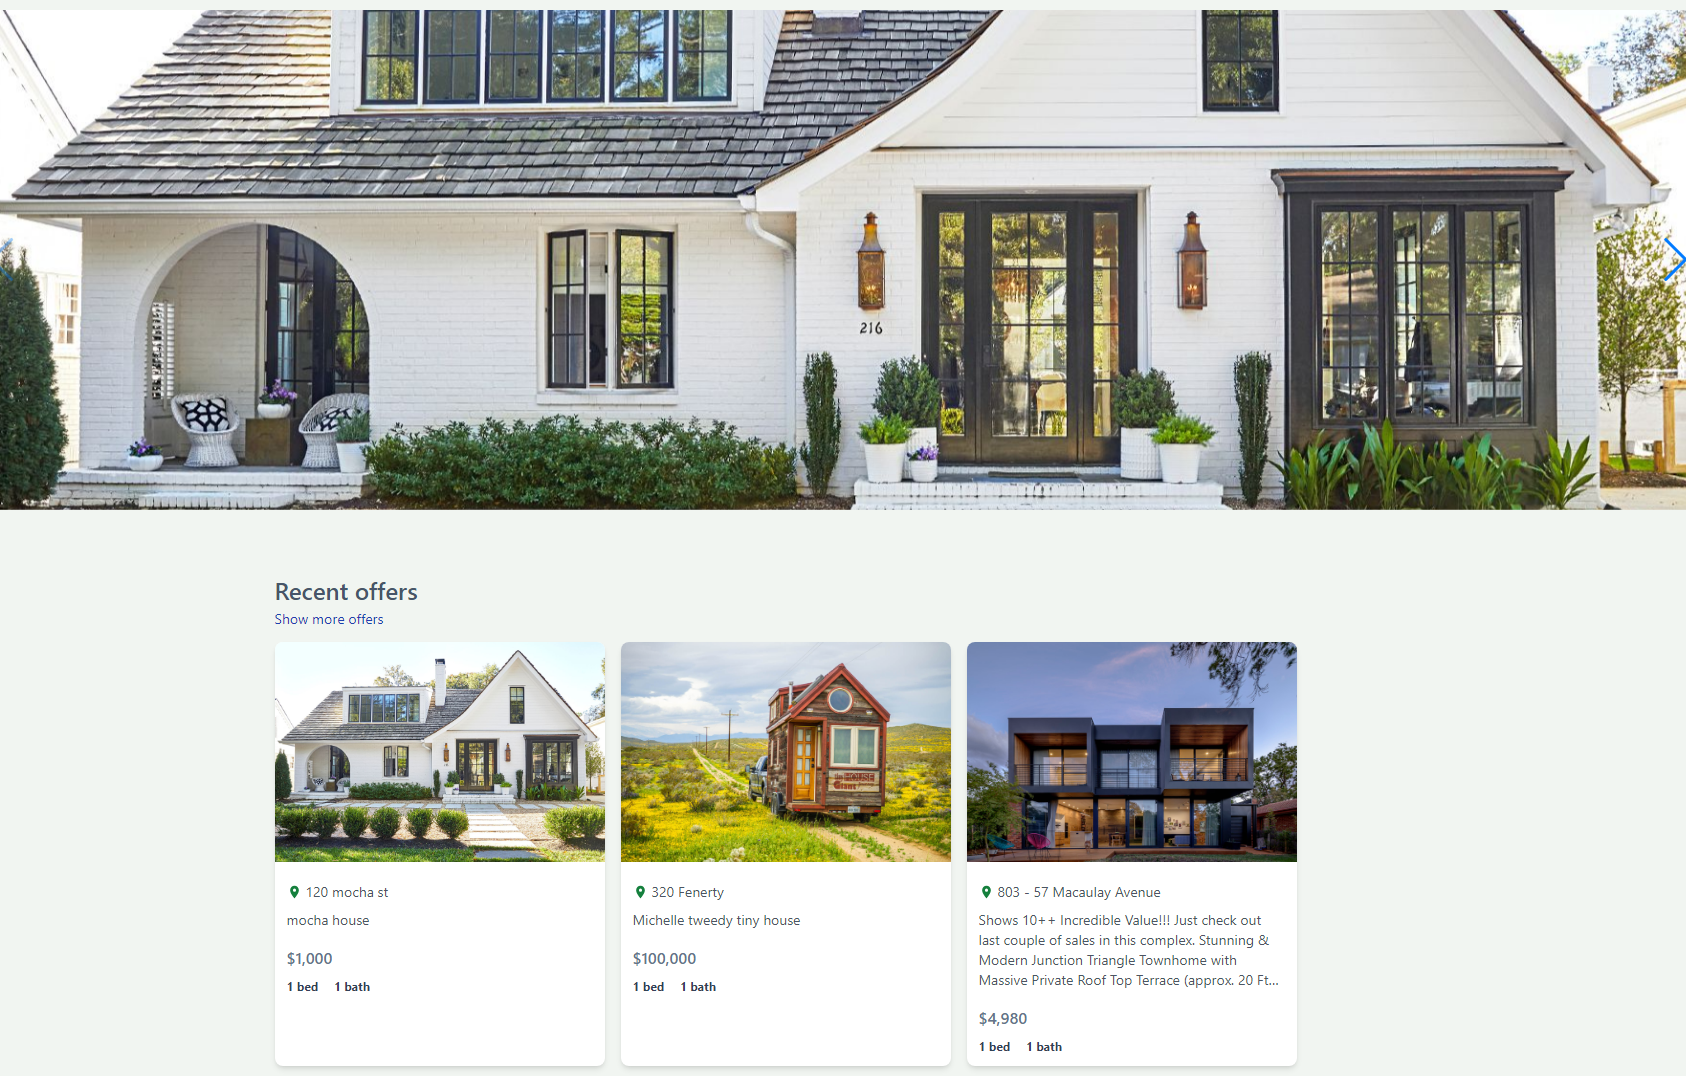 216
Recent offers
Show more offers
HOUSE
Giant
120 mocha st
mocha house
$1,000
1 bed 1 bath
320 Fenerty
Michelle tweedy tiny house
$100,000
1 bed 1 bath
803 - 57 Macaulay Avenue
Shows 10++ Incredible Value!!! Just check out
last couple of sales in this complex. Stunning &
Modern Junction Triangle Townhome with
Massive Private Roof Top Terrace (approx. 20 Ft...
$4,980
1 bed 1 bath